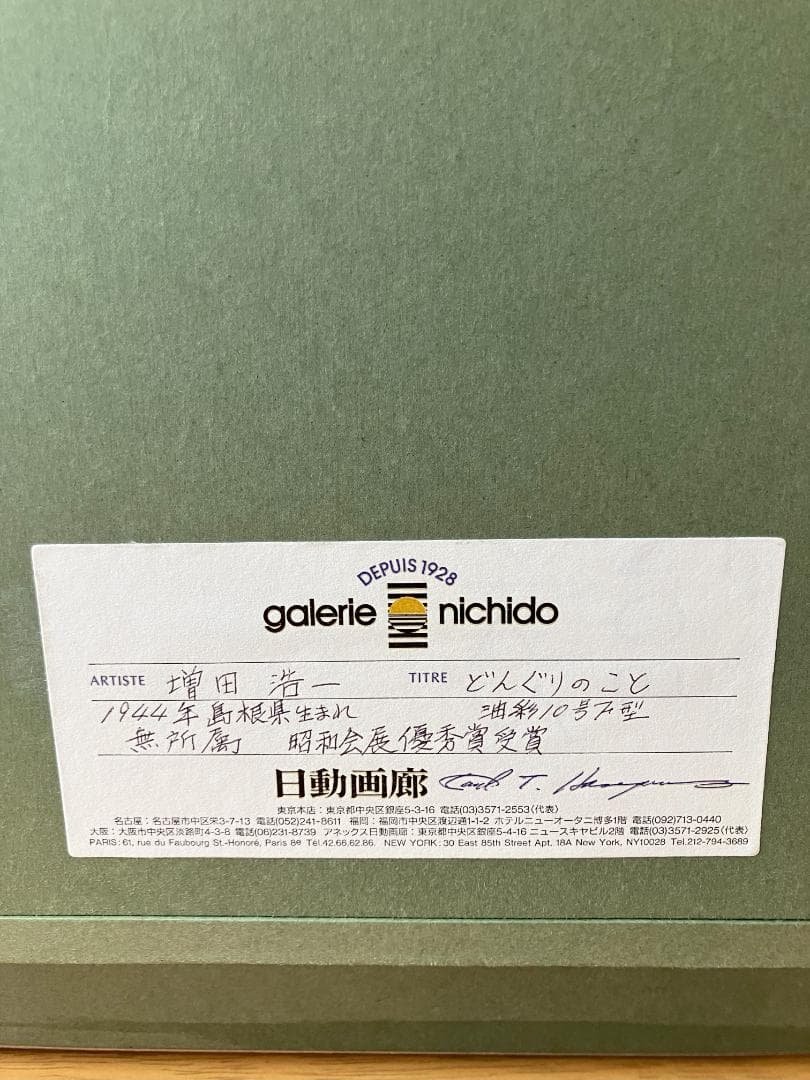 DEPUIS 1928
galerie nichido
ARTISTE 増田 浩一 TITRE どんぐりのこと
1944年島根県生まれ 油彩10号F型
無所属 昭和会展優秀賞受賞
日動画廊
東京本店：東京都中央区銀座5-3-16 電話(03)3571-2553〈代表〉
名古屋：名古屋市中区栄3-7-13 電話(052)241-8611 福岡：福岡市中央区渡辺通1-1-2 ホテルニューオータニ博多1階 電話(092)713-0440
大阪：大阪市中央区淡路町4-3-8 電話(06)231-8739 アネックス日動画廊：東京都中央区銀座5-4-16 ニュースキヤビル2階 電話(03)3571-2925〈代表〉
PARIS: 61, rue du Faubourg St.-Honoré, Paris 8e Tél.42.66.62.86. NEW YORK: 30 East 85th Street Apt. 18A New York, NY10028 Tel.212-794-3689